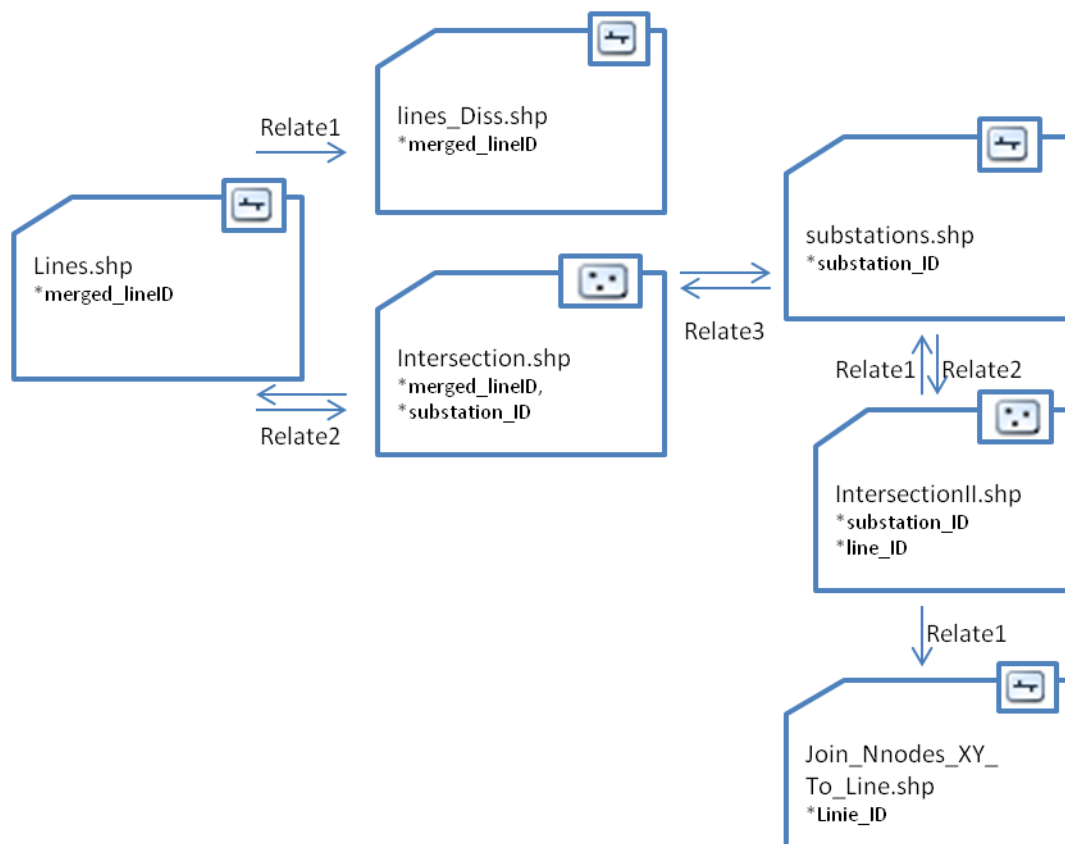 Relate1
lines_Diss.shp
*merged_lineID
Lines.shp
*merged_lineID
substations.shp
*substation_ID
Intersection.shp
*merged_lineID,
*substation_ID
Relate2
Relate3
Relate1
Relate2
IntersectionII.shp
*substation_ID
*line_ID
Relate1
Join_Nnodes_XY_
To_Line.shp
*Linie_ID